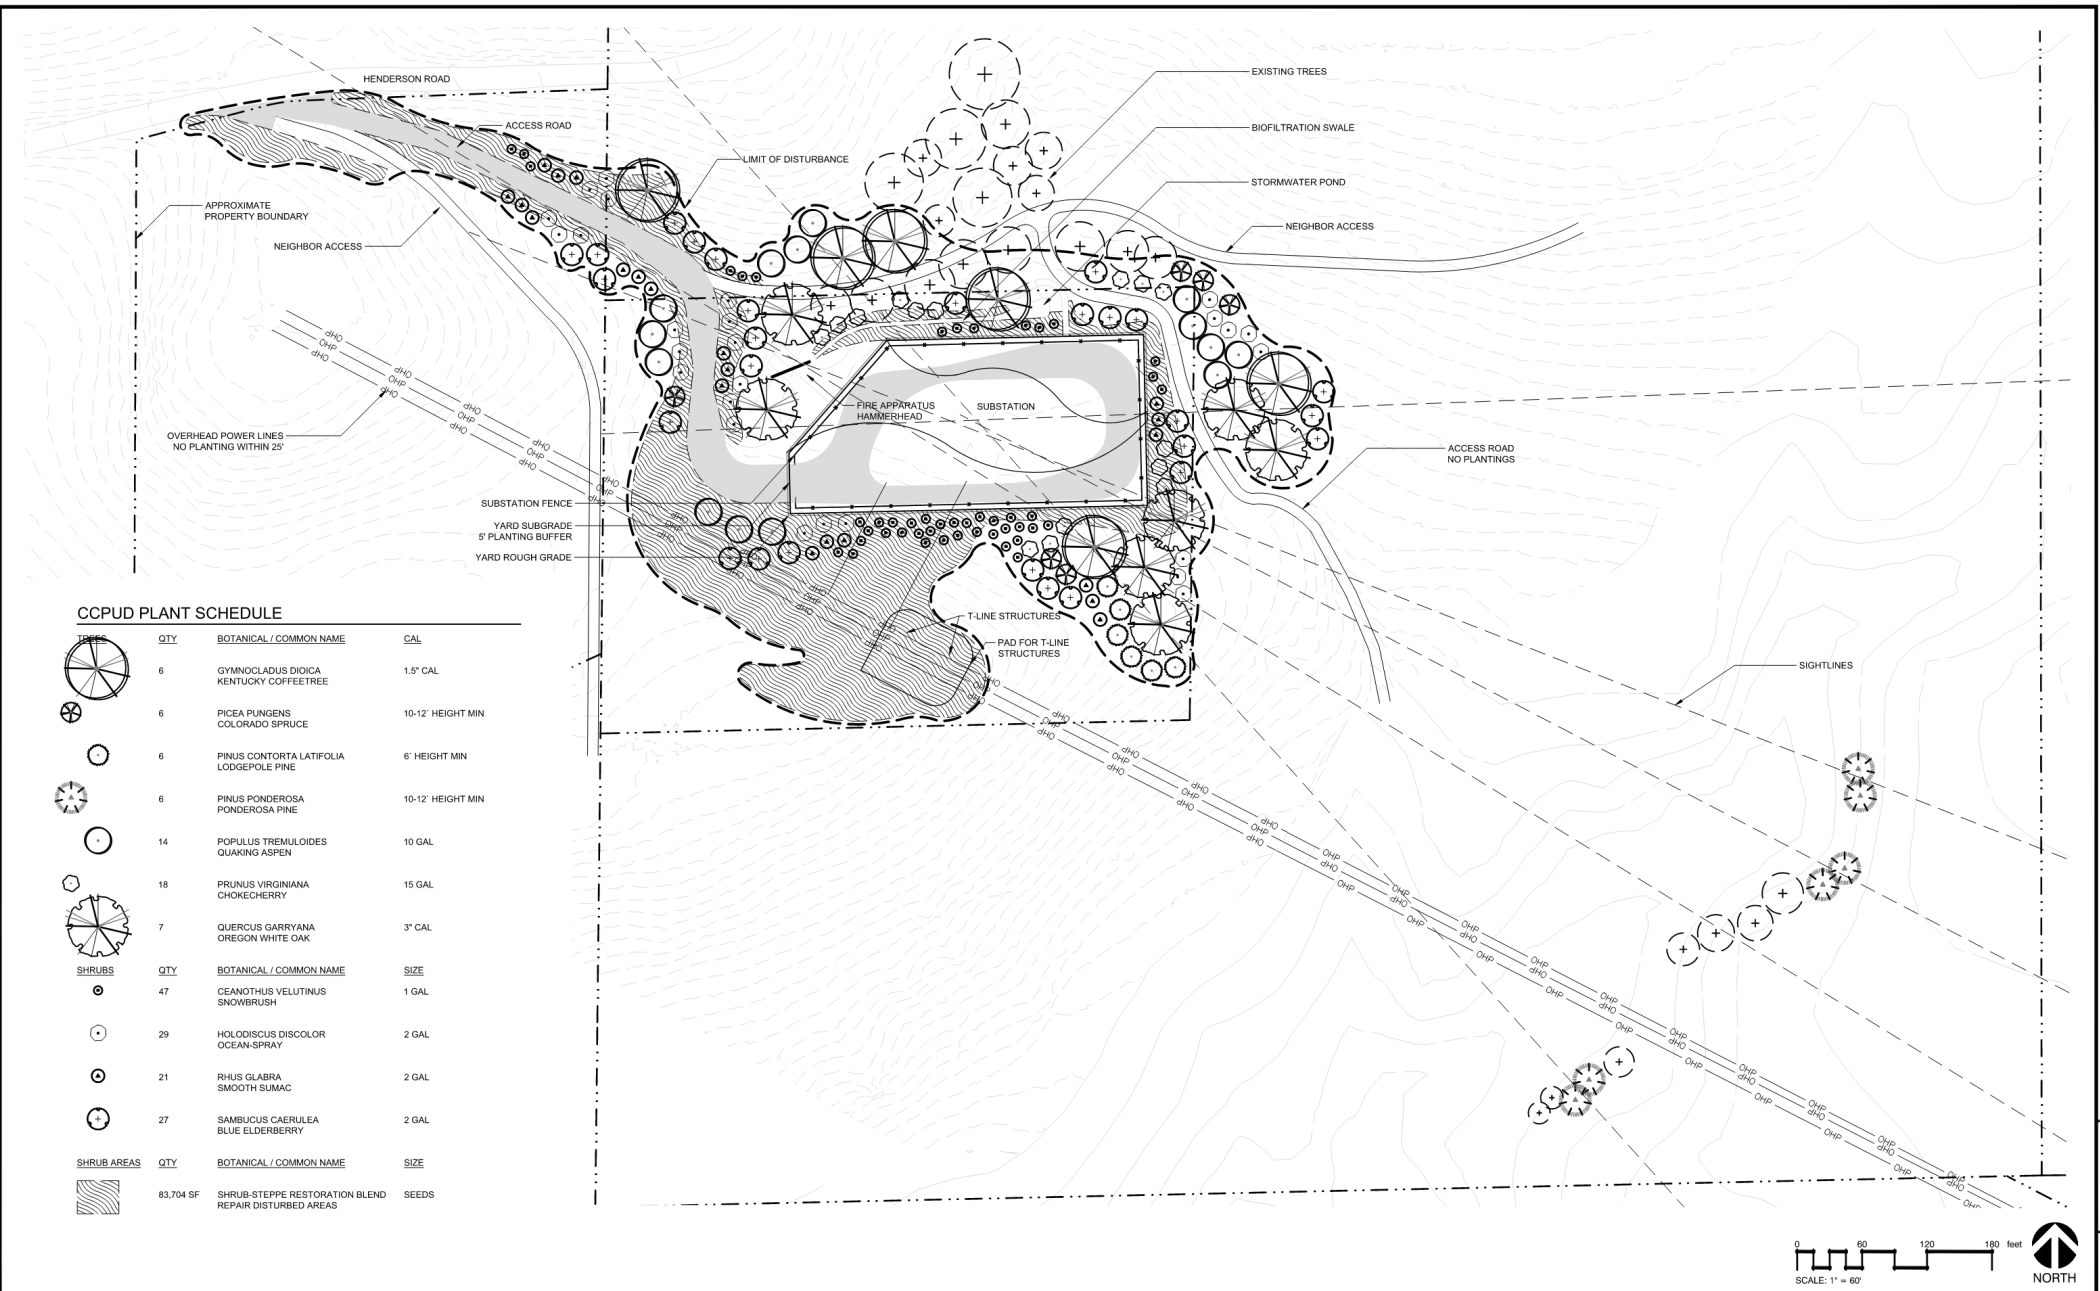 HENDERSON ROAD
EXISTING TREES
ACCESS ROAD
BIOFILTRATION SWALE
LIMIT OF DISTURBANCE
STORMWATER POND
APPROXIMATE
PROPERTY BOUNDARY
NEIGHBOR ACCESS
NEIGHBOR ACCESS
OHP
OHP
OHP
FIRE APPARATUS
HAMMERHEAD
SUBSTATION
OVERHEAD POWER LINES
NO PLANTING WITHIN 25'
ACCESS ROAD
NO PLANTINGS
SUBSTATION FENCE
YARD SUBGRADE
5' PLANTING BUFFER
YARD ROUGH GRADE
T-LINE STRUCTURES
PAD FOR T-LINE
STRUCTURES
SIGHTLINES
CCPUD PLANT SCHEDULE
TREES QTY BOTANICAL / COMMON NAME CAL
6 GYMNOCLADUS DIOICA 1.5" CAL
KENTUCKY COFFEETREE
6 PICEA PUNGENS 10-12' HEIGHT MIN
COLORADO SPRUCE
6 PINUS CONTORTA LATIFOLIA 6' HEIGHT MIN
LODGEPOLE PINE
6 PINUS PONDEROSA 10-12' HEIGHT MIN
PONDEROSA PINE
14 POPULUS TREMULOIDES 10 GAL
QUAKING ASPEN
18 PRUNUS VIRGINIANA 15 GAL
CHOKECHERRY
7 QUERCUS GARRYANA 3" CAL
OREGON WHITE OAK
SHRUBS QTY BOTANICAL / COMMON NAME SIZE
47 CEANOTHUS VELUTINUS 1 GAL
SNOWBRUSH
29 HOLODISCUS DISCOLOR 2 GAL
OCEAN-SPRAY
21 RHUS GLABRA 2 GAL
SMOOTH SUMAC
27 SAMBUCUS CAERULEA 2 GAL
BLUE ELDERBERRY
SHRUB AREAS QTY BOTANICAL / COMMON NAME SIZE
83,704 SF SHRUB-STEPPE RESTORATION BLEND SEEDS
REPAIR DISTURBED AREAS
0 60 120 180 feet
SCALE: 1" = 60'
NORTH